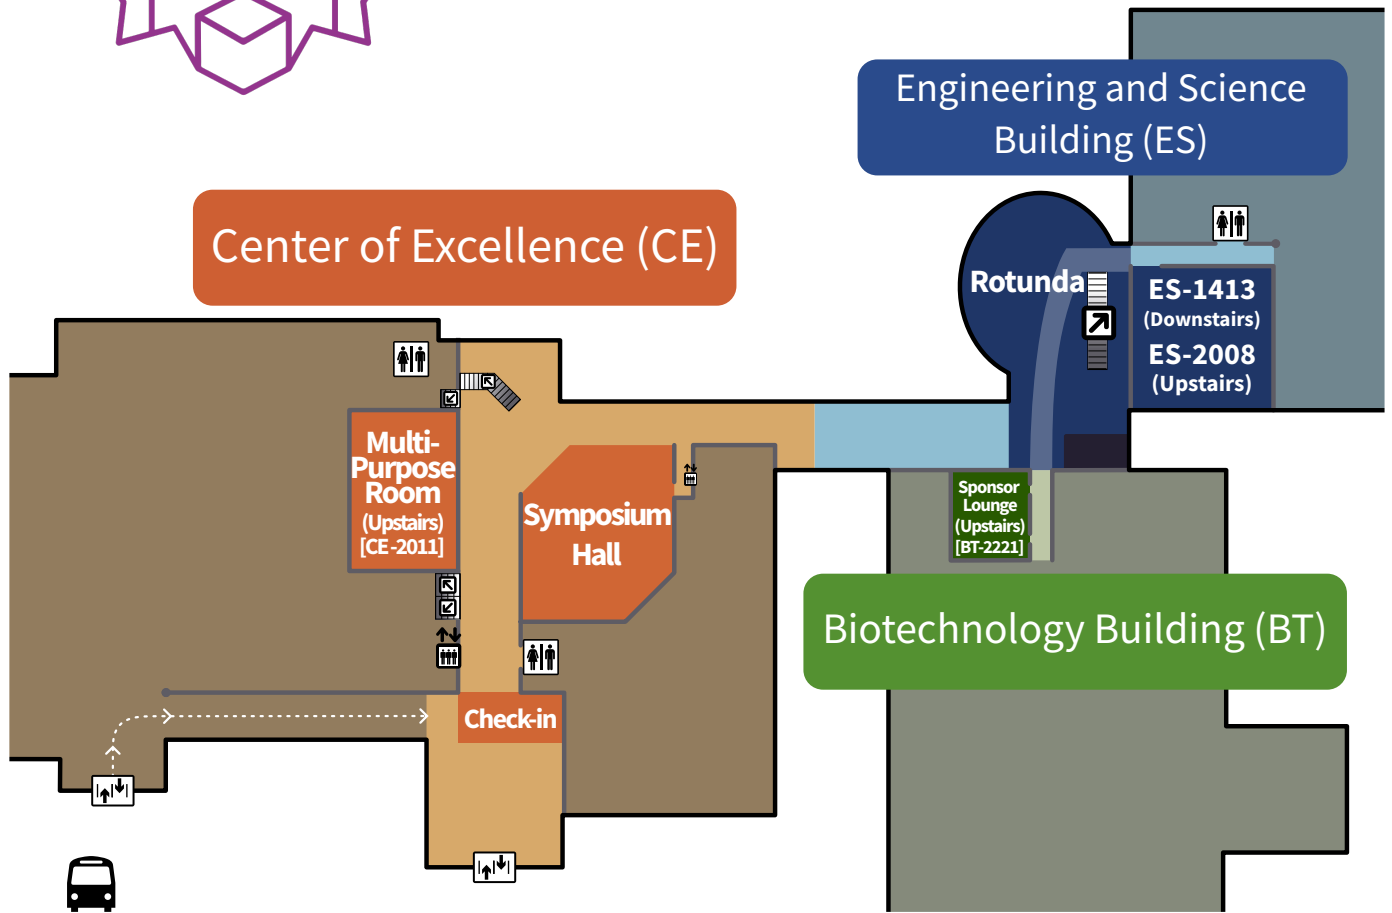 Engineering and Science
Building (ES)
Center of Excellence (CE)
Rotunda
ES-1413
(Downstairs)
ES-2008
(Upstairs)
Multi-
Purpose
Room
(Upstairs)
[CE-2011]
Symposium
Hall
Sponsor
Lounge
(Upstairs)
[BT-2221]
Biotechnology Building (BT)
Check-in